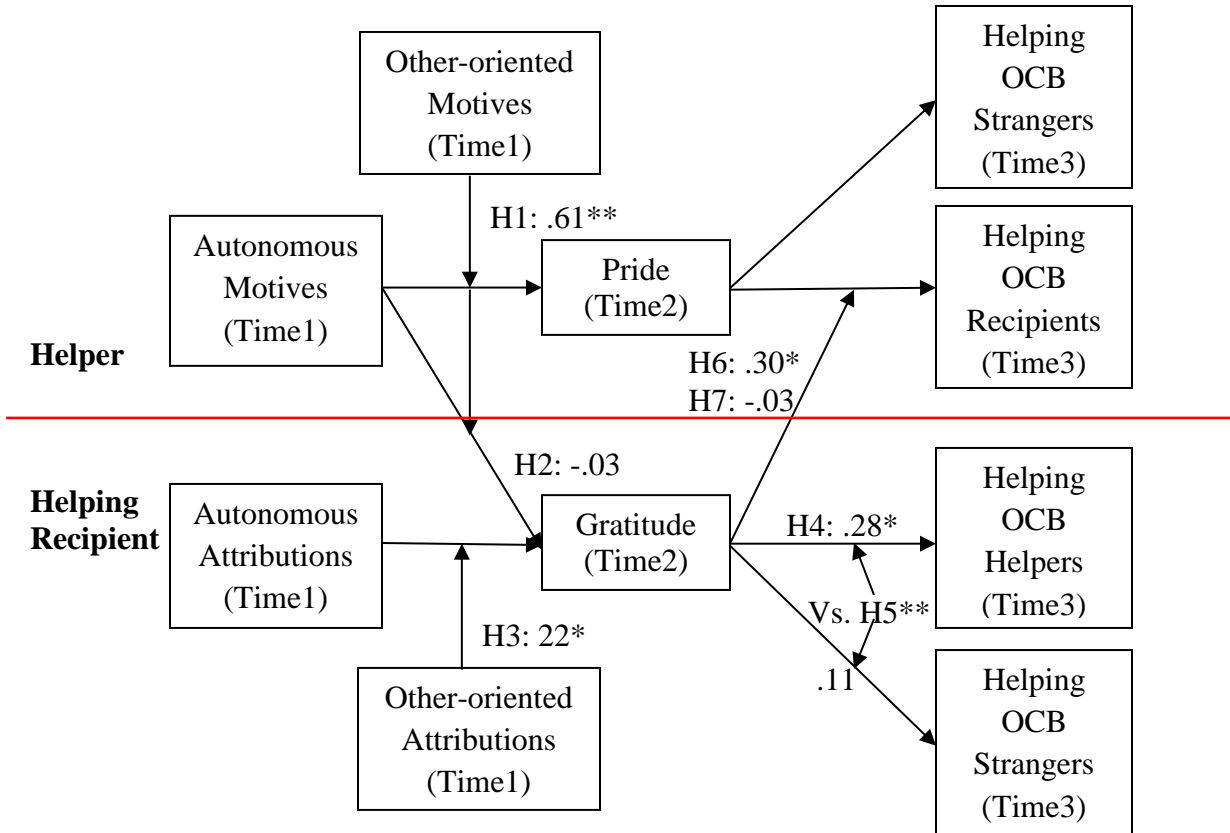 Other-oriented
Motives
(Time1)
Helping
OCB
Strangers
(Time3)
H1: .61**
Autonomous
Motives
(Time1)
Pride
(Time2)
Helping
OCB
Recipients
(Time3)
Helper
H6: .30*
H7: -.03
H2: -.03
Helping
Recipient
Autonomous
Attributions
(Time1)
Gratitude
(Time2)
H4: .28*
Helping
OCB
Helpers
(Time3)
Vs. H5**
H3: 22*
.11
Other-oriented
Attributions
(Time1)
Helping
OCB
Strangers
(Time3)